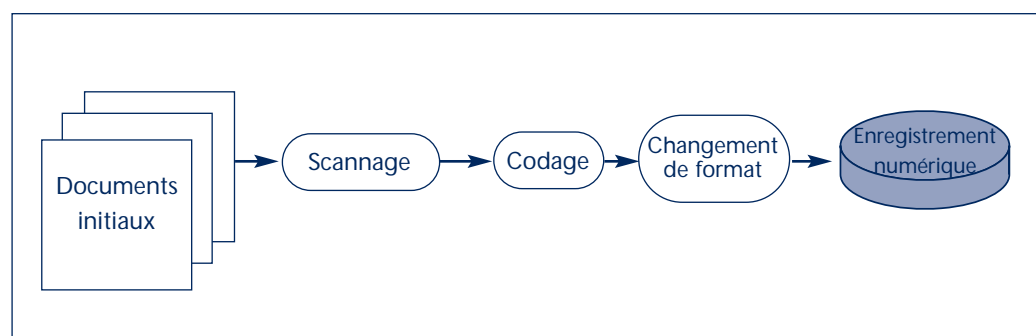 Documents
initiaux
Scannage
Codage
Changement
de format
Enregistrement
numérique